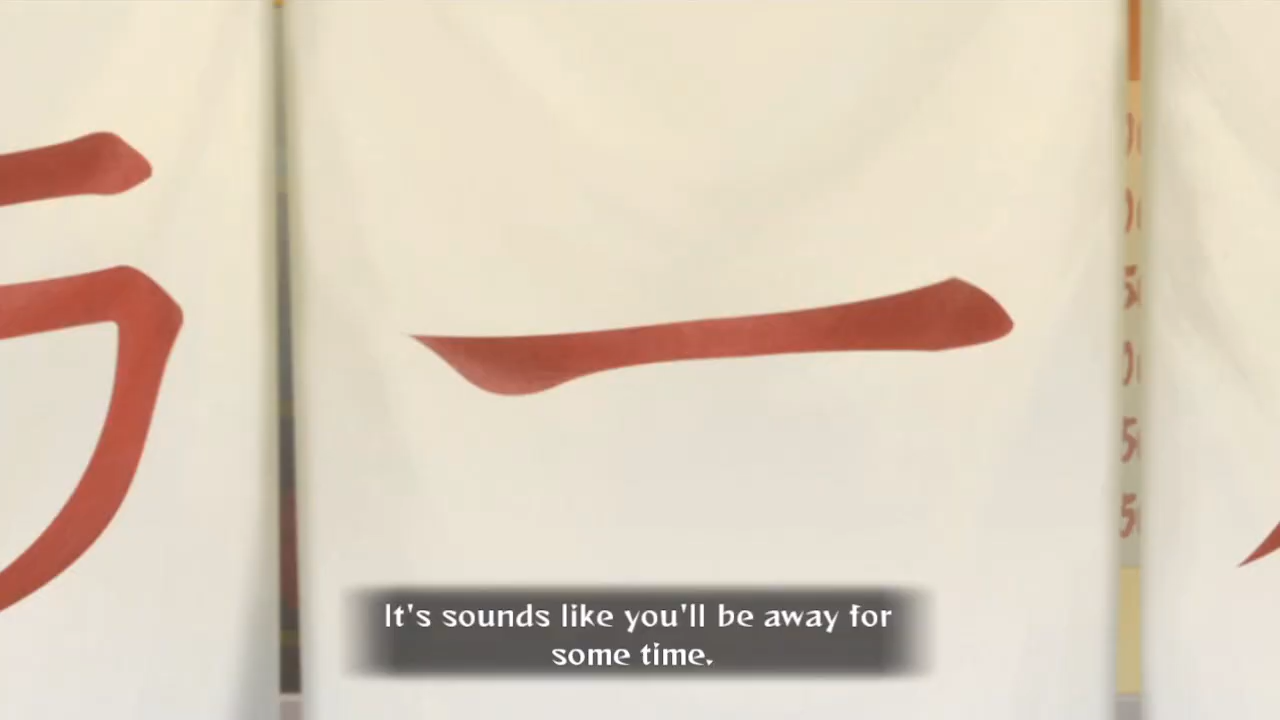 ラー
It's sounds like you'll be away for
some time.